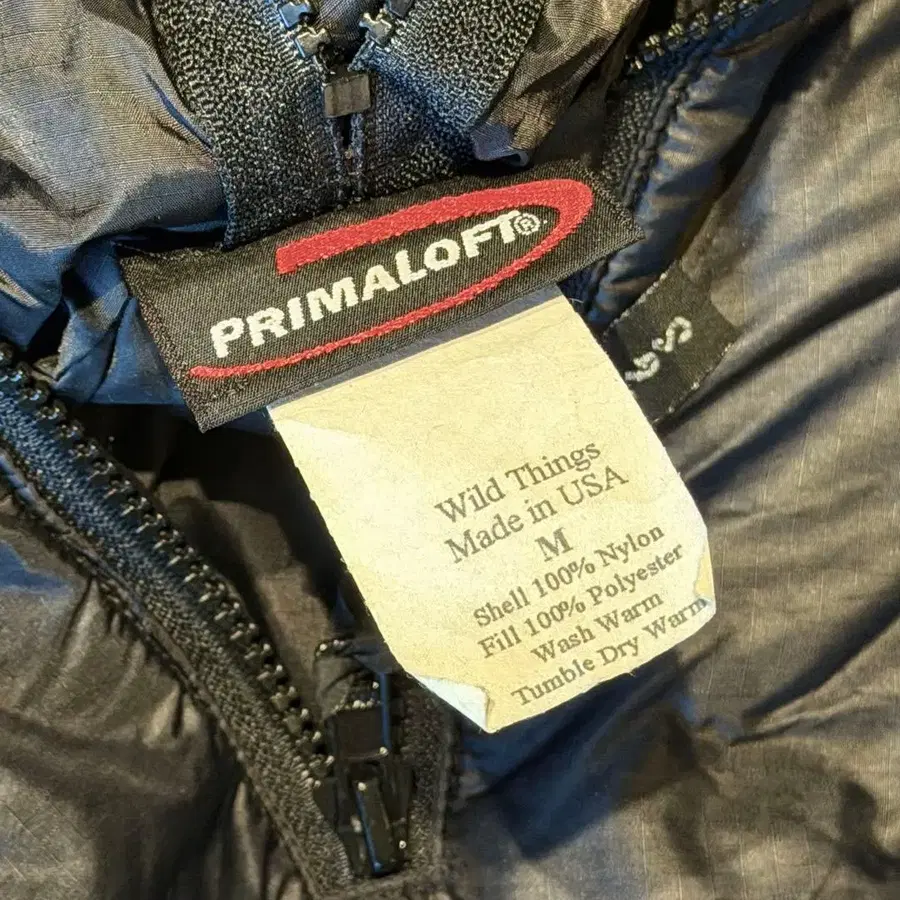 PRIMALOFT®
Wild Things
Made in USA
M
Shell 100% Nylon
Fill 100% Polyester
Wash Warm
Tumble Dry Warm